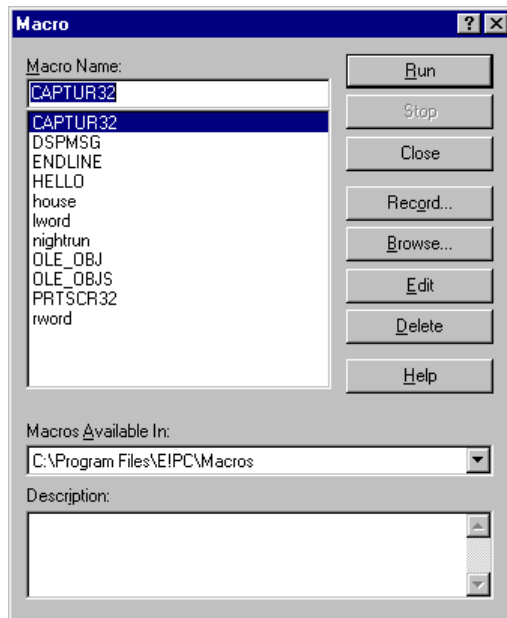 Macro
Macro Name:
CAPTUR32
CAPTUR32
DSPMSG
ENDLINE
HELLO
house
lword
nightrun
OLE_OBJ
OLE_OBJS
PRTSCR32
rword
Run
Stop
Close
Record...
Browse...
Edit
Delete
Help
Macros Available In:
C:\Program Files\E!PC\Macros
Description: